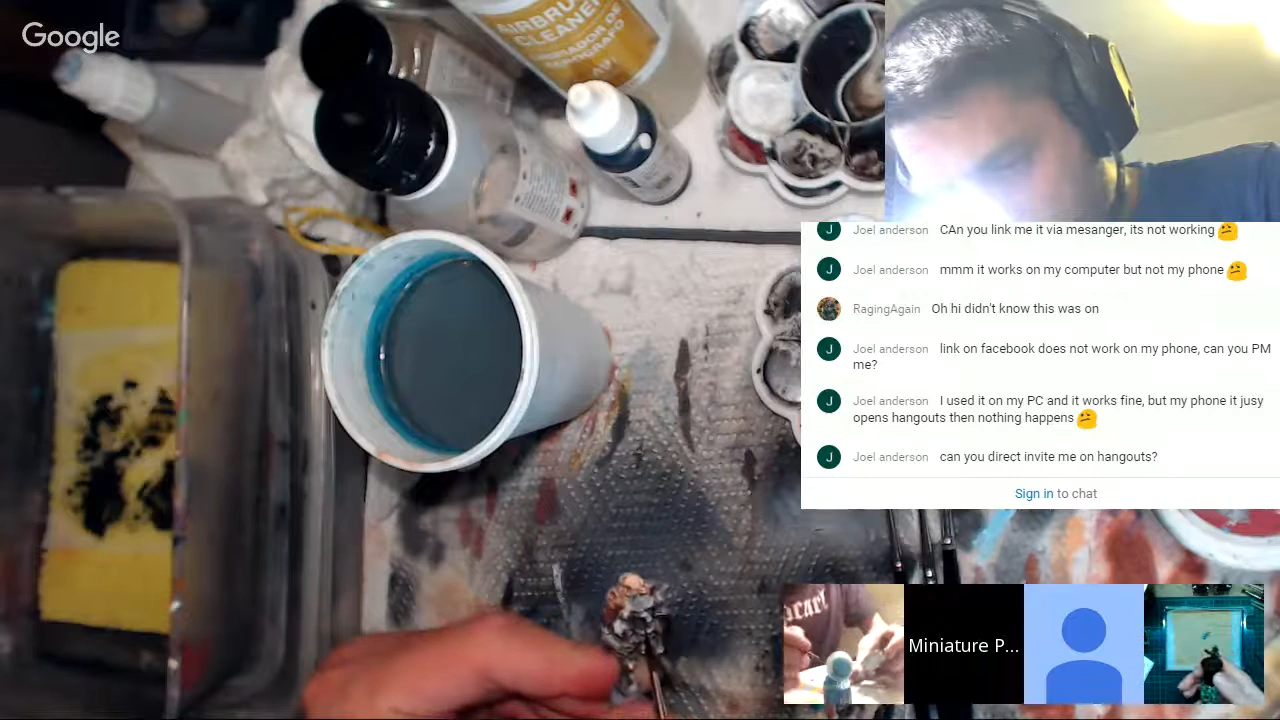 Google
AIRBRUSH
CLEANER
Joel anderson CAn you link me it via mesanger, its not working
Joel anderson mmm it works on my computer but not my phone
RagingAgain Oh hi didn't know this was on
Joel anderson link on facebook does not work on my phone, can you PM
me?
Joel anderson I used it on my PC and it works fine, but my phone it jusy
opens hangouts then nothing happens
Joel anderson can you direct invite me on hangouts?
Sign in to chat
Miniature P...